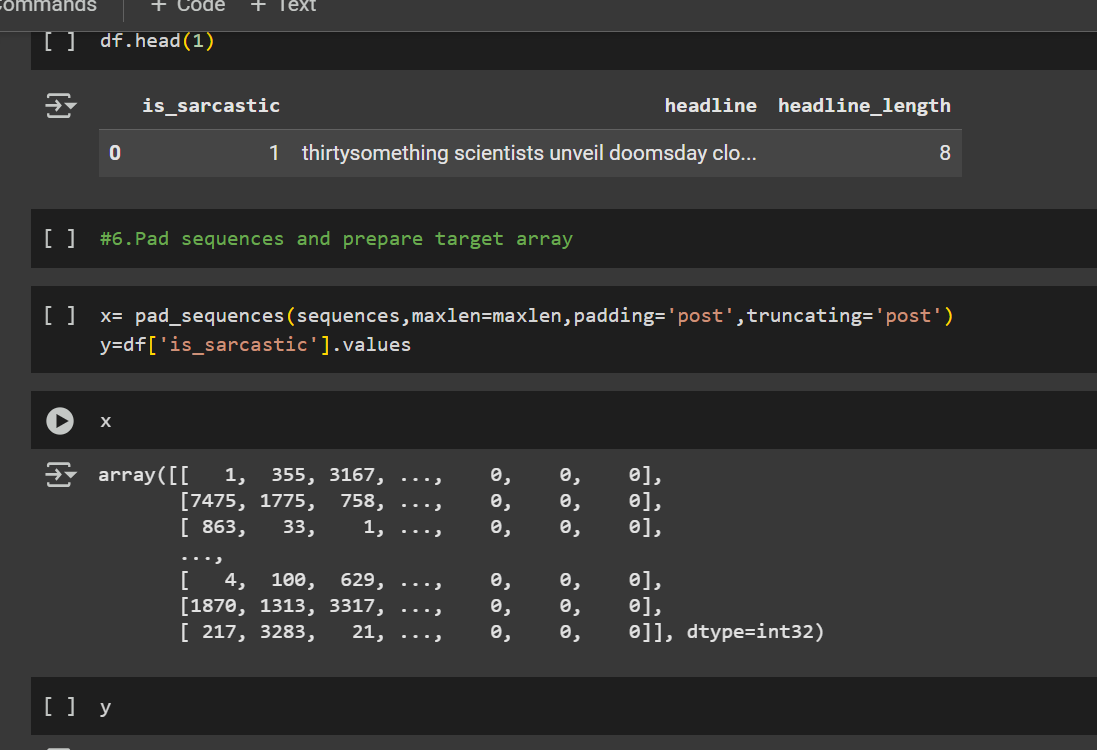 Commands + Code + Text
[ ] df.head(1)
is_sarcastic headline headline_length
0 1 thirtysomething scientists unveil doomsday clo... 8
[ ] #6.Pad sequences and prepare target array
[ ] x= pad_sequences(sequences,maxlen=maxlen,padding='post',truncating='post')
y=df['is_sarcastic'].values
x
array([[ 1, 355, 3167, ..., 0, 0, 0],
[7475, 1775, 758, ..., 0, 0, 0],
[ 863, 33, 1, ..., 0, 0, 0],
...,
[ 4, 100, 629, ..., 0, 0, 0],
[1870, 1313, 3317, ..., 0, 0, 0],
[ 217, 3283, 21, ..., 0, 0, 0]], dtype=int32)
[ ] y